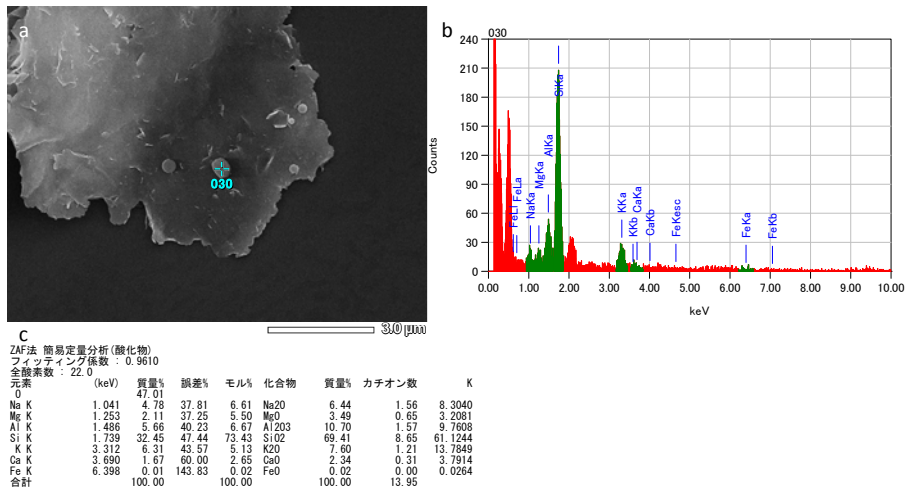 a
030
3.0 μm
b
030
Counts
240
210
180
150
120
90
60
30
0
FeLl
FeLa
NaKa
MgKa
AlKa
SiKa
KKa
KKb
CaKa
CaKb
FeKesc
FeKa
FeKb
0.00 1.00 2.00 3.00 4.00 5.00 6.00 7.00 8.00 9.00 10.00
keV
c
ZAF法 簡易定量分析(酸化物)
フィッティング係数 : 0.9610
全酸素数 : 22.0
元素 (keV) 質量% 誤差% モル% 化合物 質量% カチオン数 K
O 47.01
Na K 1.041 4.78 37.81 6.61 Na2O 6.44 1.56 8.3040
Mg K 1.253 2.11 37.25 5.50 MgO 3.49 0.65 3.2081
Al K 1.486 5.66 40.23 6.67 Al2O3 10.70 1.57 9.7608
Si K 1.739 32.45 47.44 73.43 SiO2 69.41 8.65 61.1244
K K 3.312 6.31 43.57 5.13 K2O 7.60 1.21 13.7849
Ca K 3.690 1.67 60.00 2.65 CaO 2.34 0.31 3.7914
Fe K 6.398 0.01 143.83 0.02 FeO 0.02 0.00 0.0264
合計 100.00 100.00 100.00 13.95